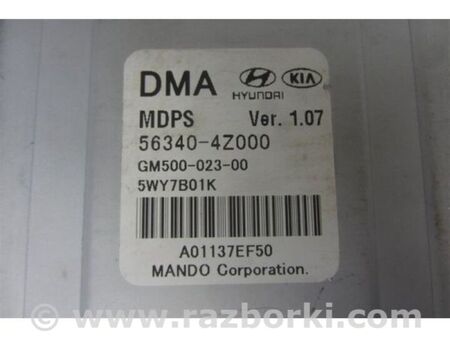 DMA HYUNDAI KIA
MDPS Ver. 1.07
56340-4Z000
GM500-023-00
5WY7B01K
A01137EF50
MANDO Corporation.
© www.razborki.com